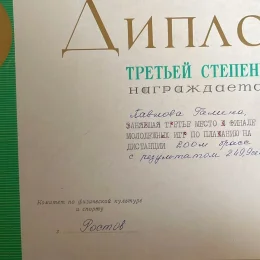 ДИПЛО
ТРЕТЬЕЙ СТЕПЕН
награждаетс
Павлова Галина,
занявшая третье место в финале
молодежных игр по плаванию на
дистанции 200м брасс
с результатом
Комитет по физической культуре
и спорту
г. Ростов